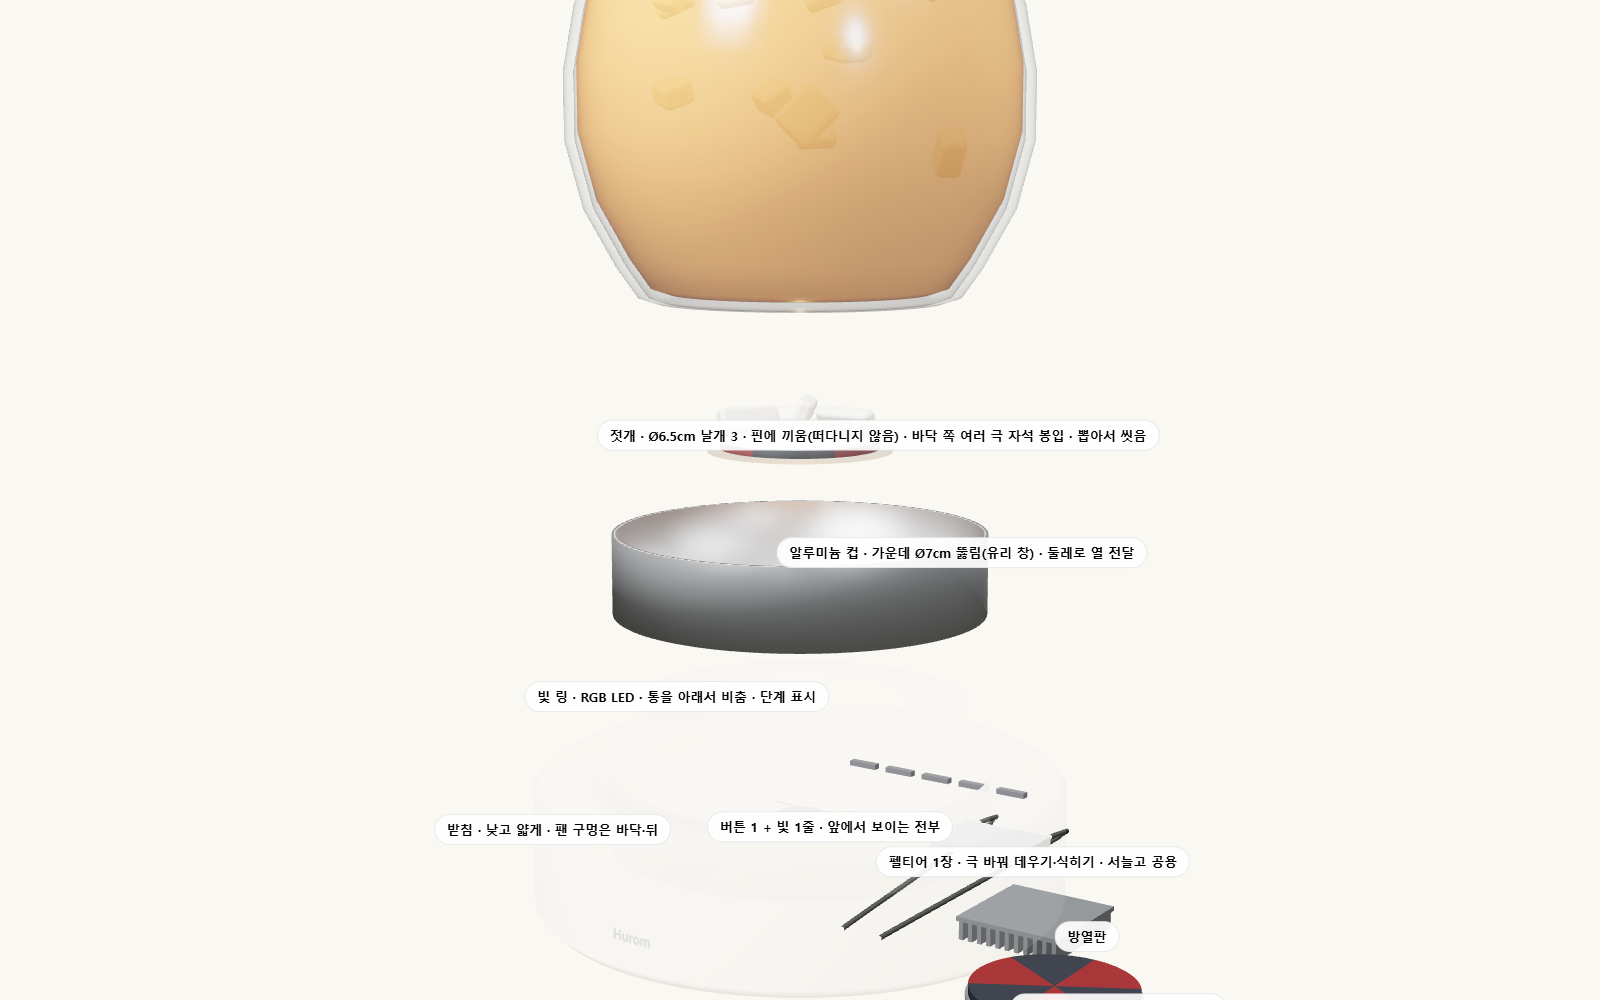 젓개 · Ø6.5cm 날개 3 · 핀에 끼움(떠다니지 않음) · 바닥 쪽 여러 극 자석 봉입 · 뽑아서 씻음
알루미늄 컵 · 가운데 Ø7cm 뚫림(유리 창) · 둘레로 열 전달
빛 링 · RGB LED · 통을 아래서 비춤 · 단계 표시
받침 · 낮고 얇게 · 팬 구멍은 바닥·뒤
버튼 1 + 빛 1줄 · 앞에서 보이는 전부
펠티어 1장 · 극 바꿔 데우기·식히기 · 서늘고 공용
방열판
Hurom